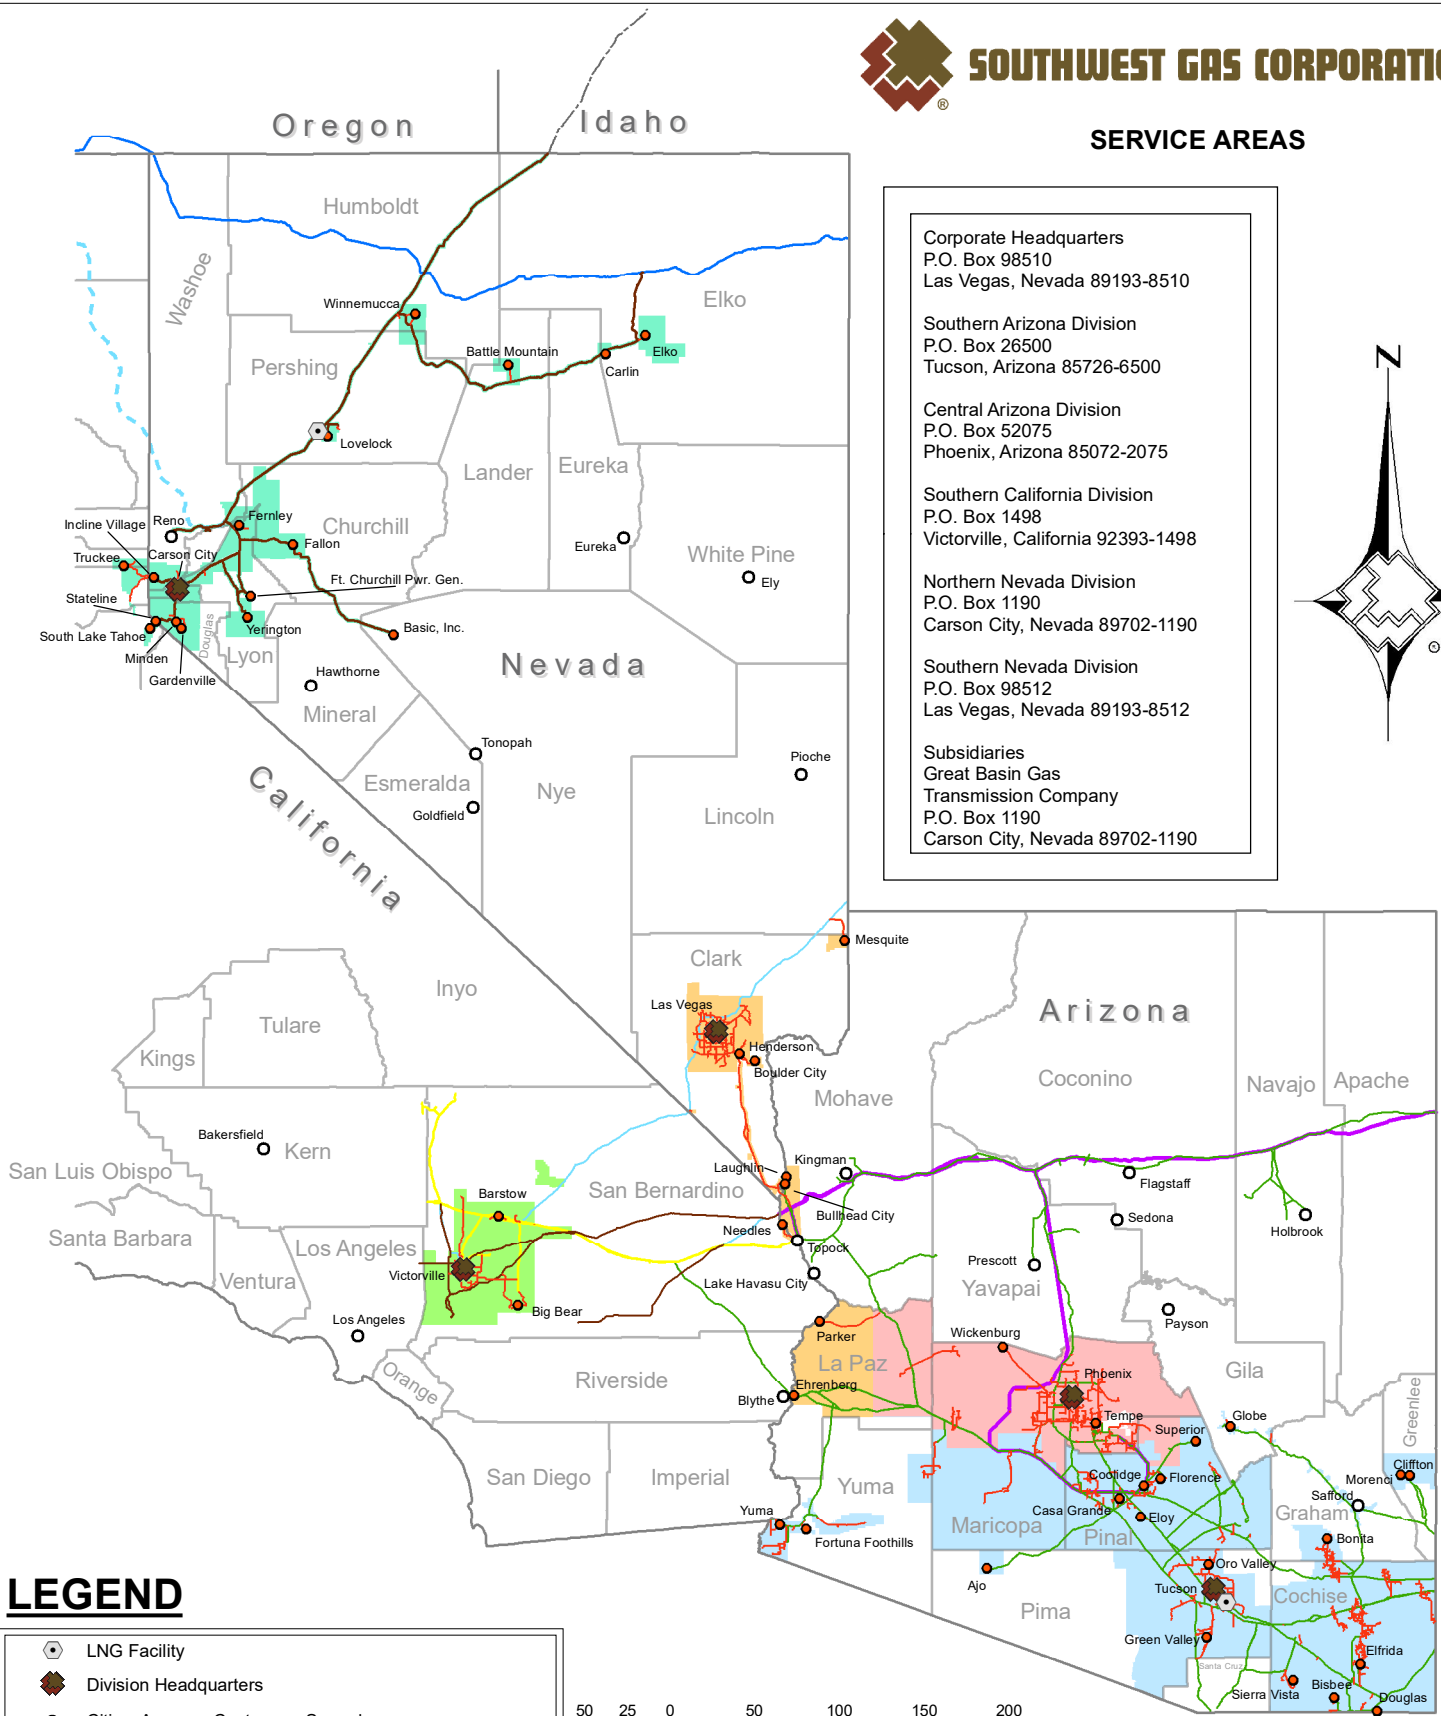 SOUTHWEST GAS CORPORATIO
®
SERVICE AREAS
Corporate Headquarters
P.O. Box 98510
Las Vegas, Nevada 89193-8510
Southern Arizona Division
P.O. Box 26500
Tucson, Arizona 85726-6500
Central Arizona Division
P.O. Box 52075
Phoenix, Arizona 85072-2075
Southern California Division
P.O. Box 1498
Victorville, California 92393-1498
Northern Nevada Division
P.O. Box 1190
Carson City, Nevada 89702-1190
Southern Nevada Division
P.O. Box 98512
Las Vegas, Nevada 89193-8512
Subsidiaries
Great Basin Gas
Transmission Company
P.O. Box 1190
Carson City, Nevada 89702-1190
N
®
Oregon
Idaho
Humboldt
Washoe
Elko
Winnemucca
Pershing
Battle Mountain
Elko
Carlin
Lovelock
Lander
Eureka
Churchill
Incline Village
Reno
Fernley
Truckee
Carson City
Fallon
Eureka
White Pine
Ely
Ft. Churchill Pwr. Gen.
Stateline
South Lake Tahoe
Minden
Gardenville
Douglas
Yerington
Lyon
Basic, Inc.
Hawthorne
Mineral
Nevada
Tonopah
Esmeralda
Goldfield
Nye
Pioche
Lincoln
California
Mesquite
Clark
Inyo
Las Vegas
Henderson
Boulder City
Tulare
Kings
Arizona
Coconino
Navajo
Apache
Mohave
Bakersfield
Kern
San Luis Obispo
Santa Barbara
Ventura
Los Angeles
Los Angeles
Barstow
San Bernardino
Victorville
Big Bear
Laughlin
Kingman
Bullhead City
Needles
Topock
Lake Havasu City
Flagstaff
Sedona
Holbrook
Prescott
Yavapai
Payson
Parker
La Paz
Wickenburg
Phoenix
Gila
Orange
Riverside
Blythe
Ehrenberg
Tempe
Superior
Globe
Greenlee
San Diego
Imperial
Yuma
Yuma
Fortuna Foothills
Coolidge
Florence
Casa Grande
Eloy
Maricopa
Pinal
Cliffton
Morenci
Safford
Graham
Bonita
Ajo
Pima
Oro Valley
Tucson
Cochise
Green Valley
Santa Cruz
Elfrida
Sierra Vista
Bisbee
Douglas
LEGEND
LNG Facility
Division Headquarters
50 25 0 50 100 150 200